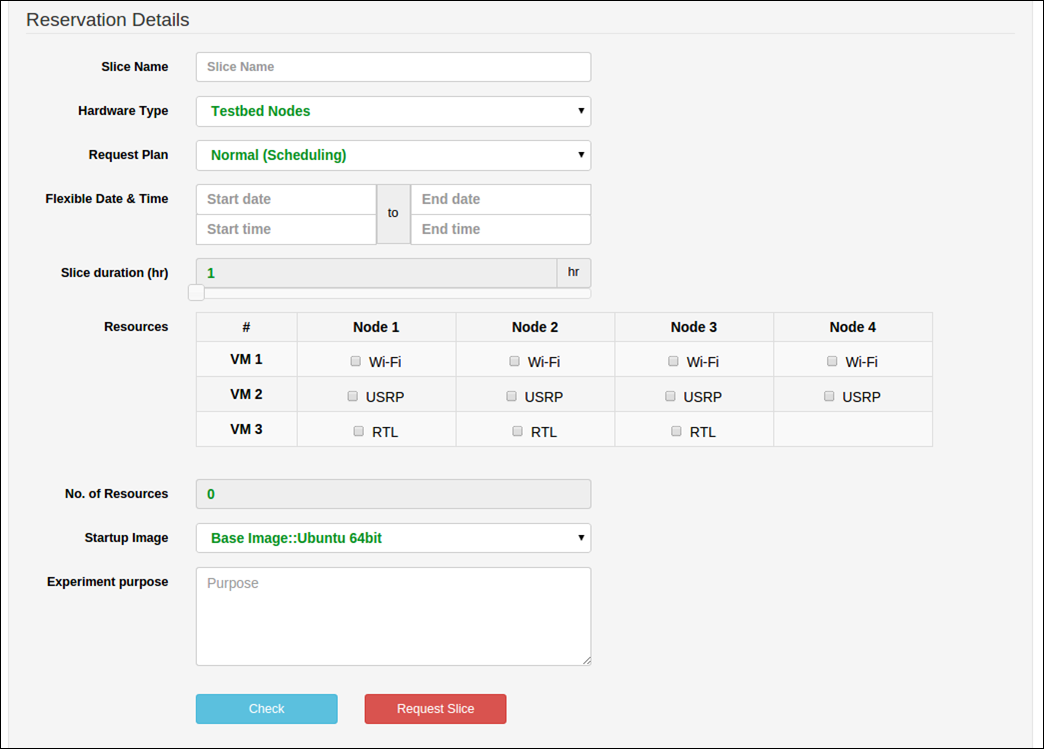 Reservation Details
Slice Name Slice Name
Hardware Type Testbed Nodes
Request Plan Normal (Scheduling)
Flexible Date & Time Start date to End date
Start time End time
Slice duration (hr) 1 hr
Resources # Node 1 Node 2 Node 3 Node 4
VM 1 Wi-Fi Wi-Fi Wi-Fi Wi-Fi
VM 2 USRP USRP USRP USRP
VM 3 RTL RTL RTL
No. of Resources 0
Startup Image Base Image::Ubuntu 64bit
Experiment purpose Purpose
Check Request Slice